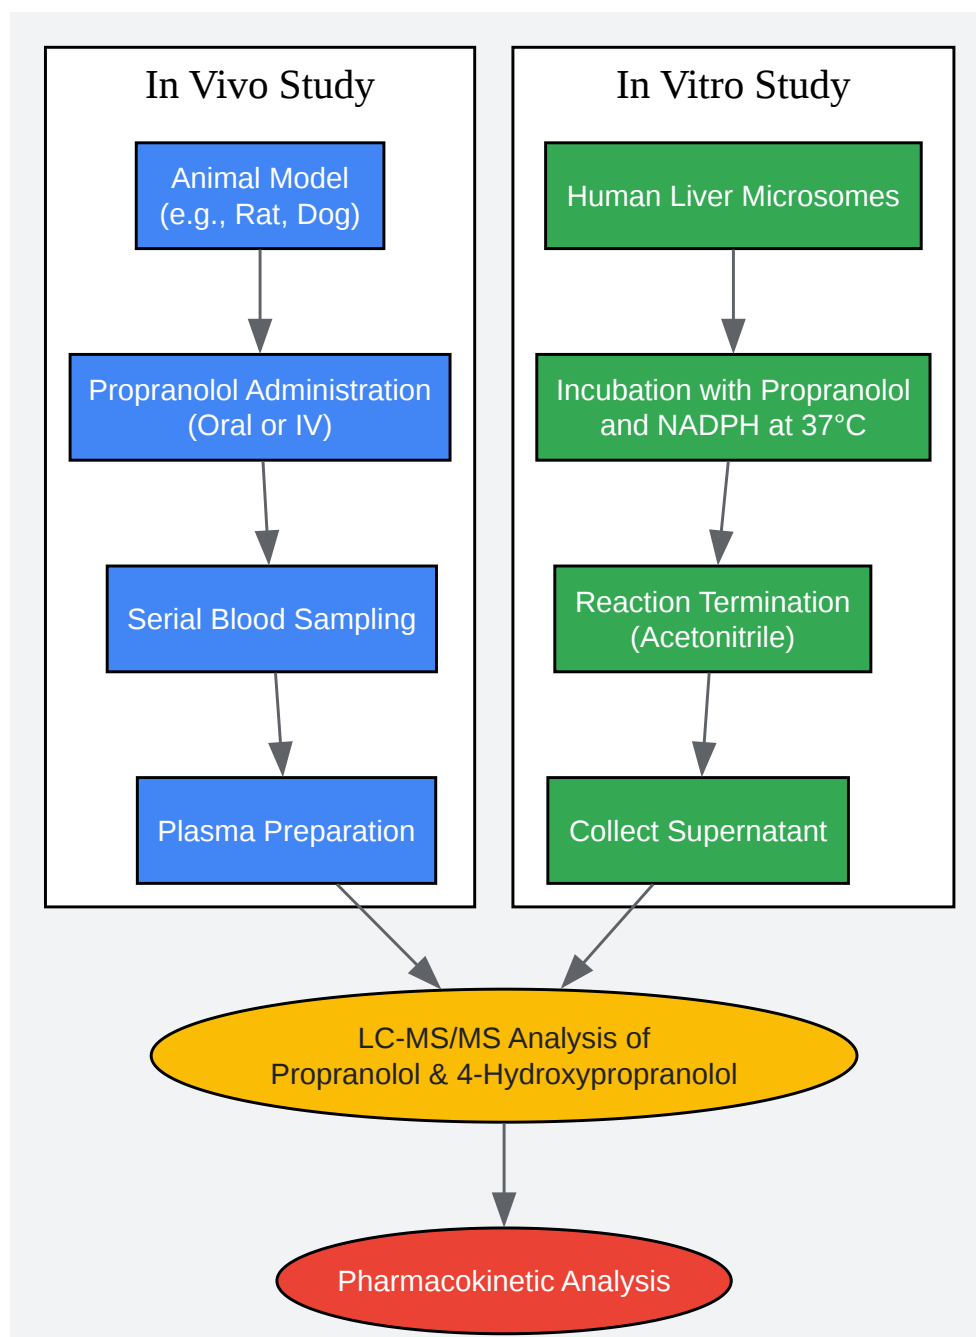 In Vivo Study
Animal Model
(e.g., Rat, Dog)
Propranolol Administration
(Oral or IV)
Serial Blood Sampling
Plasma Preparation
In Vitro Study
Human Liver Microsomes
Incubation with Propranolol
and NADPH at 37°C
Reaction Termination
(Acetonitrile)
Collect Supernatant
LC-MS/MS Analysis of
Propranolol & 4-Hydroxypropranolol
Pharmacokinetic Analysis